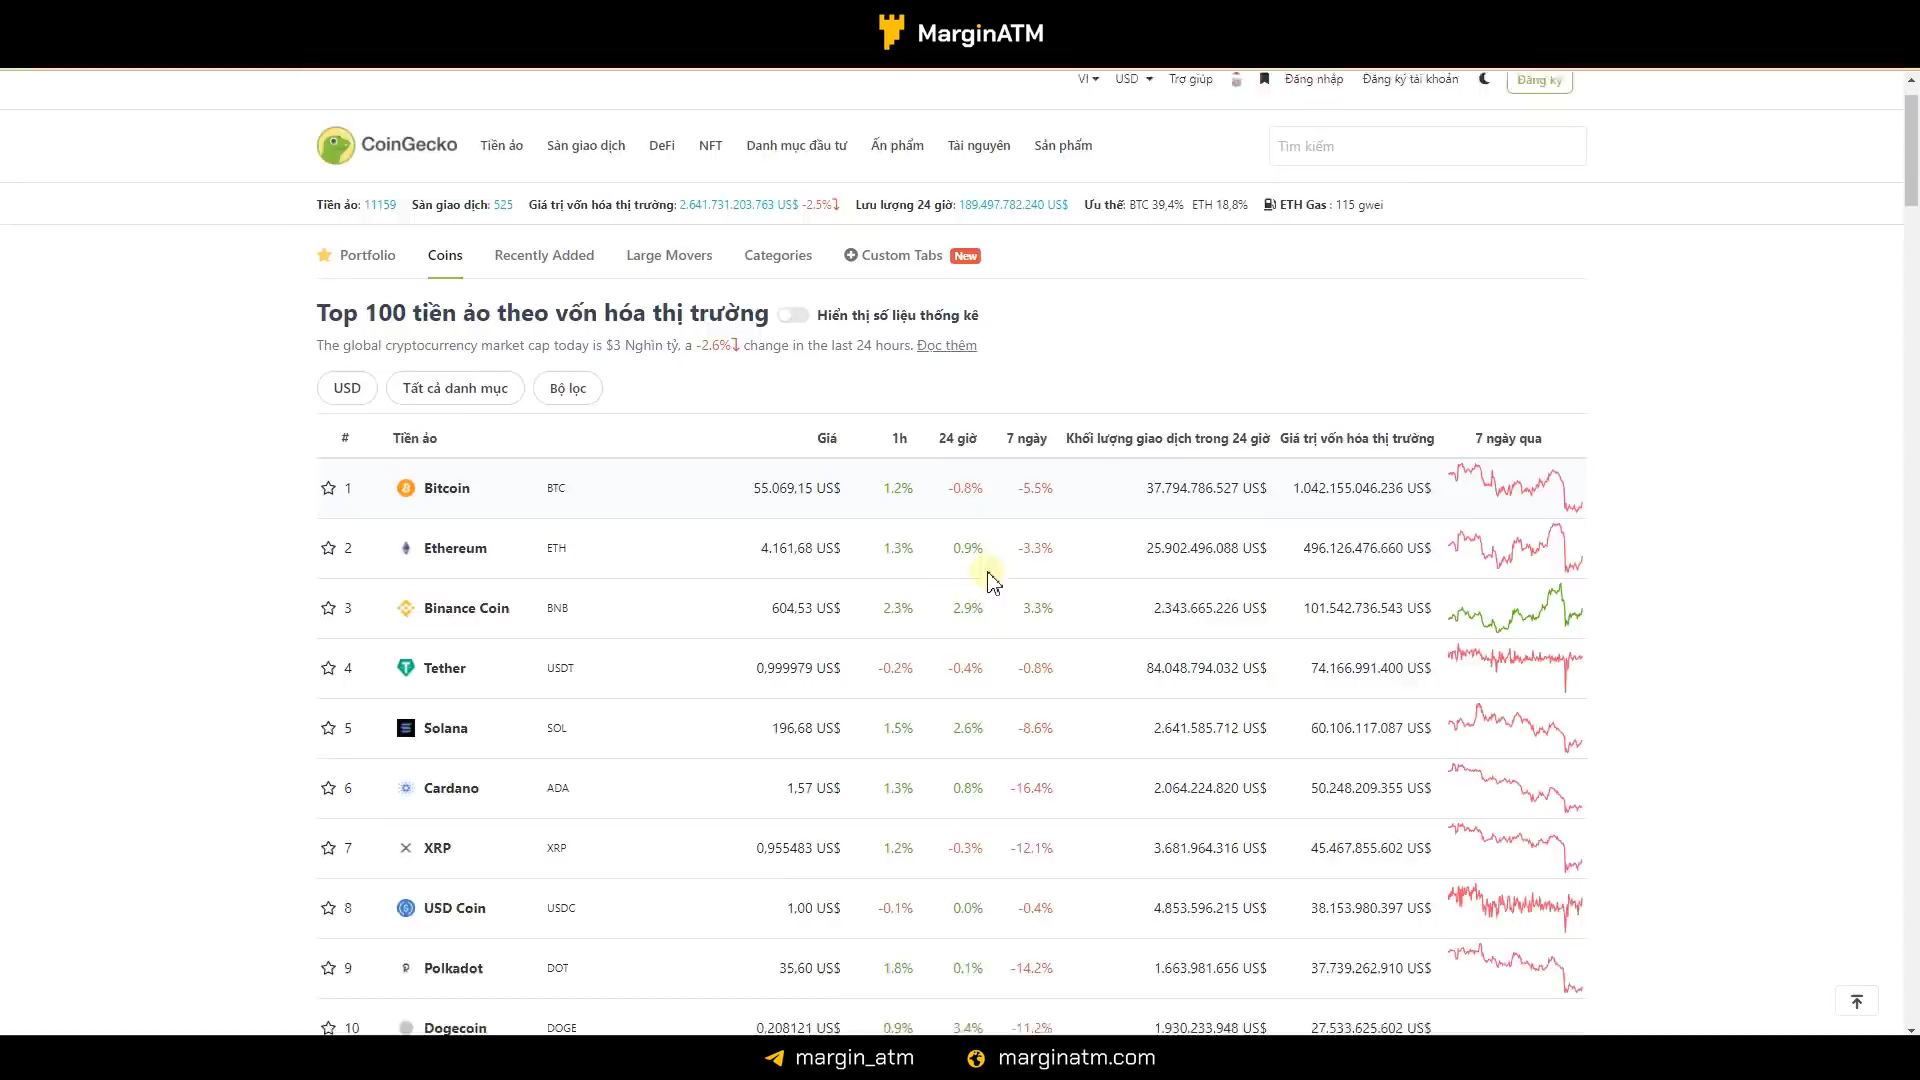 MarginATM
VI USD Trợ giúp Đăng nhập Đăng ký tài khoản Đăng ký
CoinGecko Tiền ảo Sàn giao dịch DeFi NFT Danh mục đầu tư Ấn phẩm Tài nguyên Sản phẩm Tìm kiếm
Tiền ảo: 11159 Sàn giao dịch: 525 Giá trị vốn hóa thị trường: 2.641.731.203.763 US$ -2.5% Lưu lượng 24 giờ: 189.497.782.240 US$ Ưu thế: BTC 39,4% ETH 18,8% ETH Gas : 115 gwei
Portfolio Coins Recently Added Large Movers Categories Custom Tabs New
Top 100 tiền ảo theo vốn hóa thị trường Hiển thị số liệu thống kê
The global cryptocurrency market cap today is $3 Nghìn tỷ, a -2.6% change in the last 24 hours. Đọc thêm
USD Tất cả danh mục Bộ lọc
# Tiền ảo Giá 1h 24 giờ 7 ngày Khối lượng giao dịch trong 24 giờ Giá trị vốn hóa thị trường 7 ngày qua
1 Bitcoin BTC 55.069,15 US$ 1.2% -0.8% -5.5% 37.794.786.527 US$ 1.042.155.046.236 US$
2 Ethereum ETH 4.161,68 US$ 1.3% 0.9% -3.3% 25.902.496.088 US$ 496.126.476.660 US$
3 Binance Coin BNB 604,53 US$ 2.3% 2.9% 3.3% 2.343.665.226 US$ 101.542.736.543 US$
4 Tether USDT 0,999979 US$ -0.2% -0.4% -0.8% 84.048.794.032 US$ 74.166.991.400 US$
5 Solana SOL 196,68 US$ 1.5% 2.6% -8.6% 2.641.585.712 US$ 60.106.117.087 US$
6 Cardano ADA 1,57 US$ 1.3% 0.8% -16.4% 2.064.224.820 US$ 50.248.209.355 US$
7 XRP XRP 0,955483 US$ 1.2% -0.3% -12.1% 3.681.964.316 US$ 45.467.855.602 US$
8 USD Coin USDC 1,00 US$ -0.1% 0.0% -0.4% 4.853.596.215 US$ 38.153.980.397 US$
9 Polkadot DOT 35,60 US$ 1.8% 0.1% -14.2% 1.663.981.656 US$ 37.739.262.910 US$
10 Dogecoin DOGE 0,208121 US$ 0.9% 3.4% -11.2% 1.930.233.948 US$ 27.533.625.602 US$
margin_atm marginatm.com